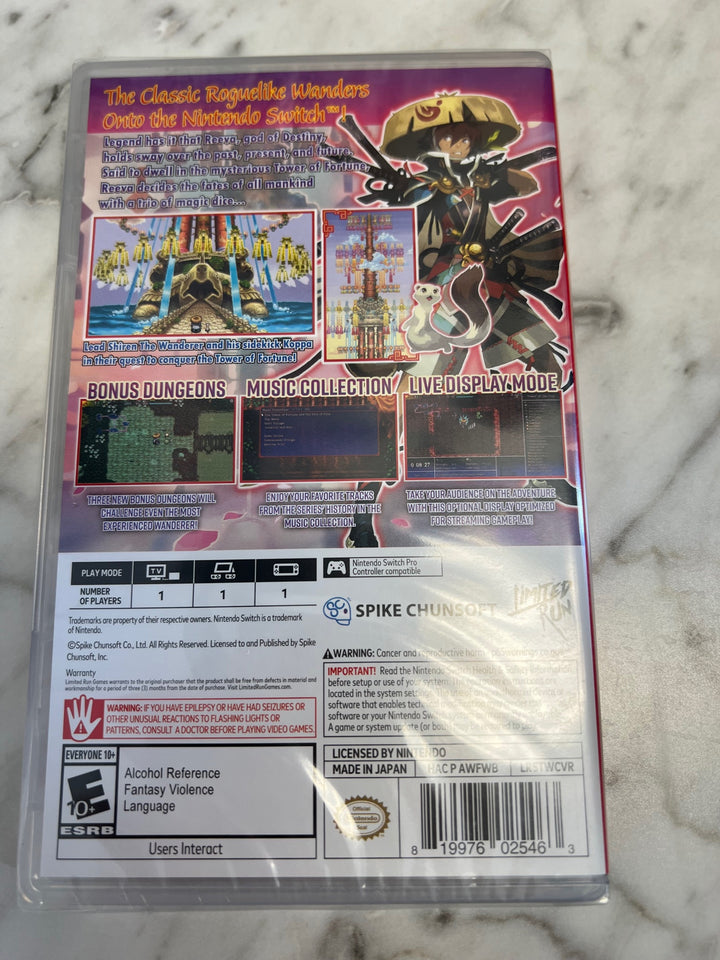 The Classic Roguelike Wanders
Onto the Nintendo Switch™!
Legend has it that Reeva, god of Destiny,
holds sway over the past, present, and future.
Said to dwell in the mysterious Tower of Fortune,
Reeva decides the fates of all mankind
with a trio of magic dice...
Lead Shiren The Wanderer and his sidekick Koppa
in their quest to conquer the Tower of Fortune!
BONUS DUNGEONS
MUSIC COLLECTION
LIVE DISPLAY MODE
THREE NEW BONUS DUNGEONS WILL
CHALLENGE EVEN THE MOST
EXPERIENCED WANDERER!
ENJOY YOUR FAVORITE TRACKS
FROM THE SERIES' HISTORY IN THE
MUSIC COLLECTION.
TAKE YOUR AUDIENCE ON THE ADVENTURE
WITH THIS OPTIONAL DISPLAY OPTIMIZED
FOR STREAMING GAMEPLAY!
PLAY MODE
TV
NUMBER
OF PLAYERS
1
1
1
Nintendo Switch Pro
Controller compatible
Trademarks are property of their respective owners. Nintendo Switch is a trademark
of Nintendo.
©Spike Chunsoft Co., Ltd. All Rights Reserved. Licensed to and Published by Spike
Chunsoft, Inc.
Warranty
Limited Run Games warrants to the original purchaser that the product shall be free from defects in material and
workmanship for a period of three (3) months from the date of purchase. Visit LimitedRunGames.com.
SPIKE CHUNSOFT
LIMITED
RUN
WARNING: Cancer and reproductive harm
IMPORTANT! Read the Nintendo Switch Health & Safety Information
before setup or use of your system.
located in the system settings
software that enables
software or your Nintendo Switch
A game or system update (or both) may be
WARNING: IF YOU HAVE EPILEPSY OR HAVE HAD SEIZURES OR
OTHER UNUSUAL REACTIONS TO FLASHING LIGHTS OR
PATTERNS, CONSULT A DOCTOR BEFORE PLAYING VIDEO GAMES.
EVERYONE 10+
E
10+
ESRB
Alcohol Reference
Fantasy Violence
Language
Users Interact
LICENSED BY NINTENDO
MADE IN JAPAN
HAC P AWFWB
LRSTWCVR
Official
Nintendo
Seal
8 19976 02546 3